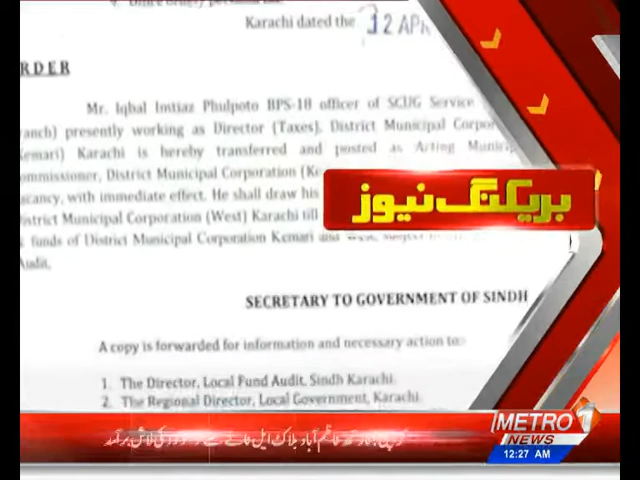 Karachi dated the 12 APR
RDER
Mr. Iqbal Imtiaz Phulpoto BPS-18 officer of SCUG Service
ranch) presently working as Director (Taxes), District Municipal Corpor
Kemari) Karachi is hereby transferred and posted as Acting Municip
ommissioner, District Municipal Corporation (Ke
acancy, with immediate effect. He shall draw his
istrict Municipal Corporation (West) Karachi till
funds of District Municipal Corporation Kemari and
Audit.
بریکنگ نیوز
SECRETARY TO GOVERNMENT OF SINDH
A copy is forwarded for information and necessary action to:
1. The Director, Local Fund Audit, Sindh Karachi.
2. The Regional Director, Local Government, Karachi.
METRO 1
NEWS
12:27 AM